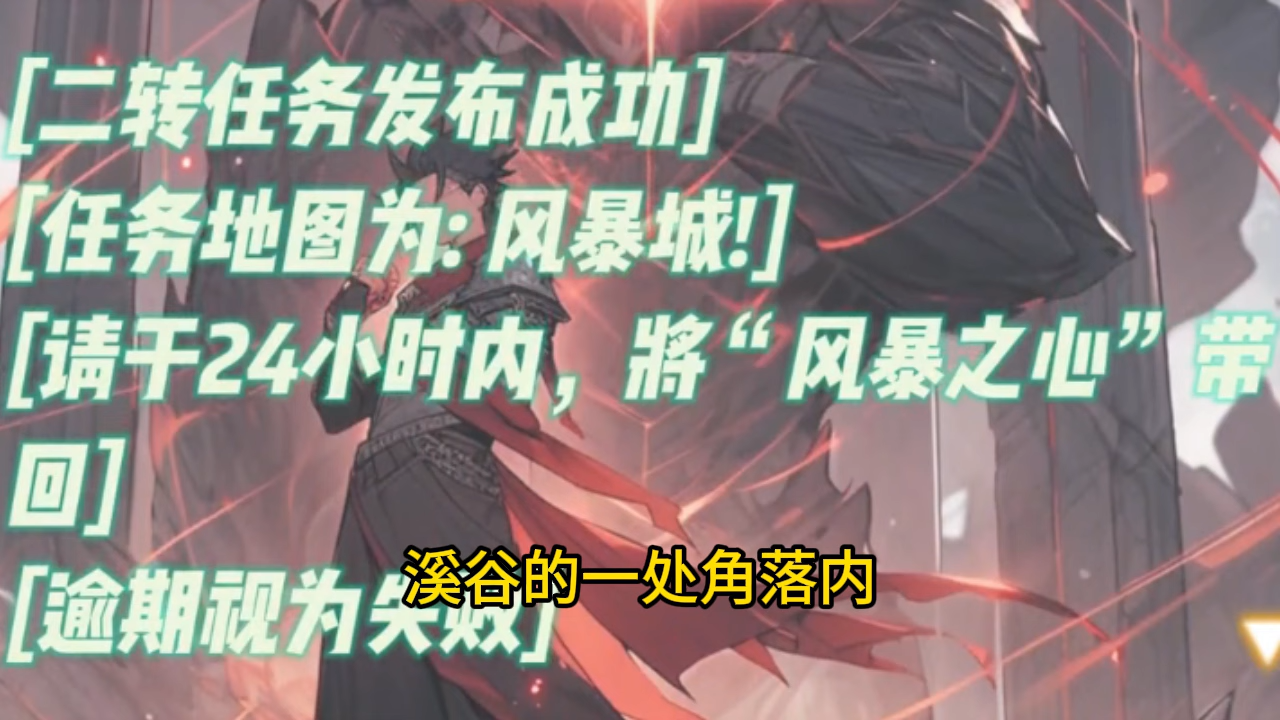 [二转任务发布成功]
[任务地图为: 风暴城!]
[请于24小时内，將“风暴之心”带
回]
[逾期视为失败]
溪谷的一处角落内